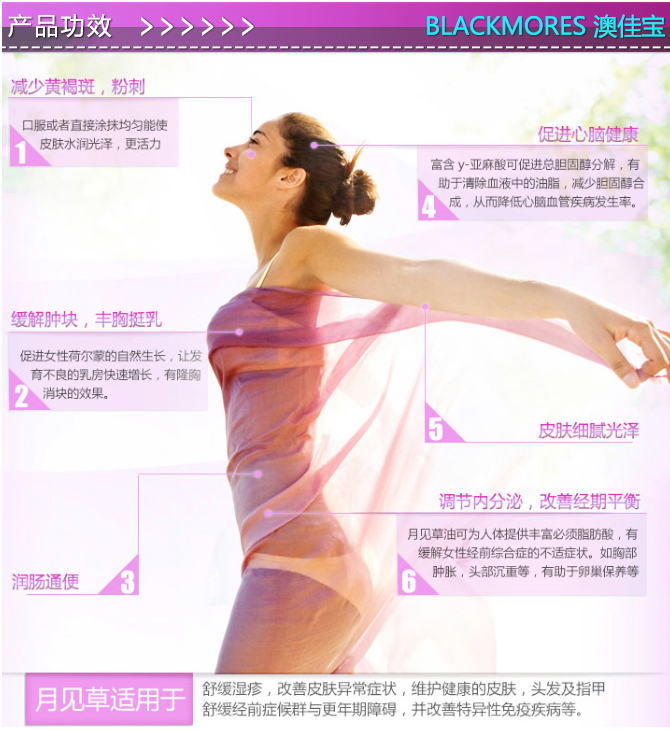 产品功效 >>>>>>
BLACKMORES 澳佳宝
减少黄褐斑，粉刺
1
口服或者直接涂抹均匀能使
皮肤水润光泽，更活力
促进心脑健康
4
富含 y-亚麻酸可促进总胆固醇分解，有
助于清除血液中的油脂，减少胆固醇合
成，从而降低心脑血管疾病发生率。
缓解肿块，丰胸挺乳
2
促进女性荷尔蒙的自然生长，让发
育不良的乳房快速增长，有隆胸
消块的效果。
5
皮肤细腻光泽
润肠通便
3
调节内分泌，改善经期平衡
6
月见草油可为人体提供丰富必须脂肪酸，有
缓解女性经前综合症的不适症状。如胸部
肿胀，头部沉重等，有助于卵巢保养等
月见草适用于
舒缓湿疹，改善皮肤异常症状，维护健康的皮肤，头发及指甲
舒缓经前症候群与更年期障碍，并改善特异性免疫疾病等。